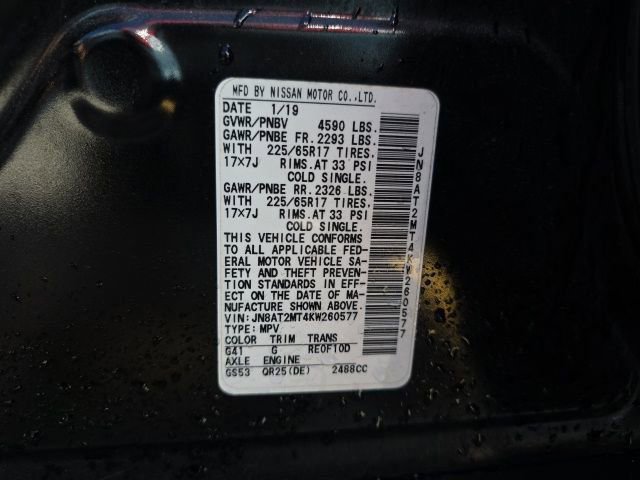 MFD BY NISSAN MOTOR CO.,LTD.
DATE 1/19
GVWR/PNBV 4590 LBS.
GAWR/PNBE FR. 2293 LBS.
WITH 225/65R17 TIRES.
17×7J RIMS.AT 33 PSI
COLD SINGLE.
GAWR/PNBE RR. 2326 LBS.
WITH 225/65R17 TIRES.
17×7J RIMS.AT 33 PSI
COLD SINGLE.
THIS VEHICLE CONFORMS
TO ALL APPLICABLE FED-
ERAL MOTOR VEHICLE SA-
FETY AND THEFT PREVEN-
TION STANDARDS IN EFF-
ECT ON THE DATE OF MA-
NUFACTURE SHOWN ABOVE.
VIN:JN8AT2MT4KW260577
TYPE:MPV
COLOR TRIM TRANS
G41 G RE0F10D
AXLE ENGINE
GS53 QR25(DE) 2488CC
JN8AT2MT4KW260577